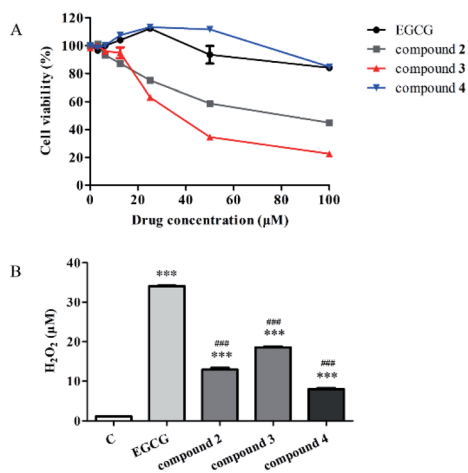 A
120
100
80
60
40
20
0
Cell viability (%)
0
20
40
60
80
100
Drug concentration (μM)
EGCG
compound 2
compound 3
compound 4
B
40
30
20
10
0
H₂O₂ (μM)
***
###
***
###
***
###
***
C
EGCG
compound 2
compound 3
compound 4